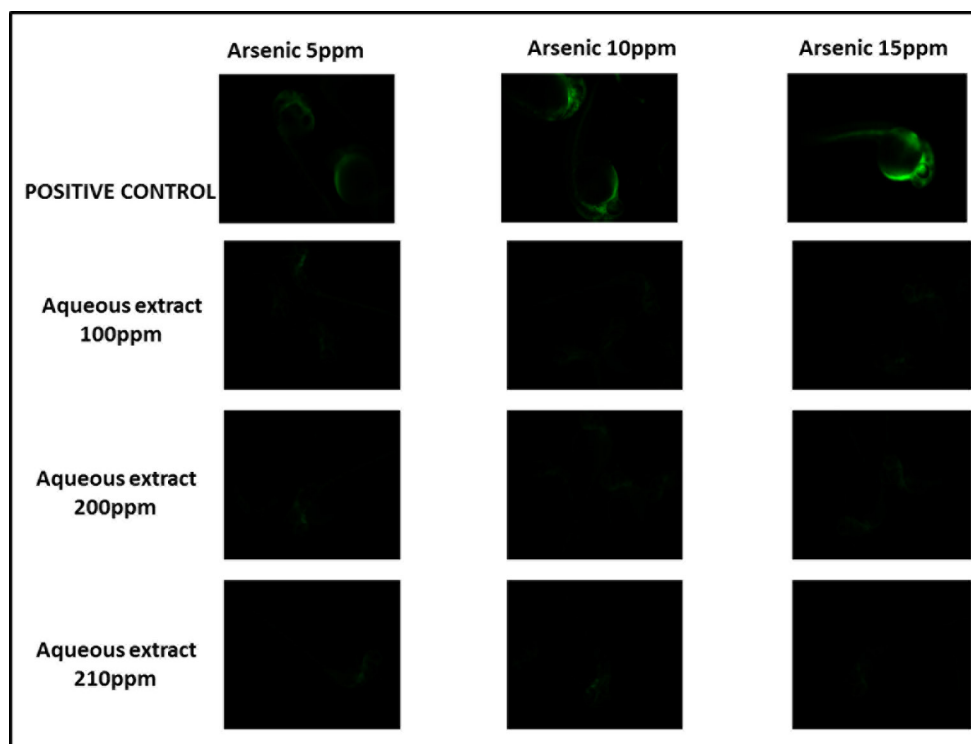 Arsenic 5ppm
Arsenic 10ppm
Arsenic 15ppm
POSITIVE CONTROL
Aqueous extract
100ppm
Aqueous extract
200ppm
Aqueous extract
210ppm